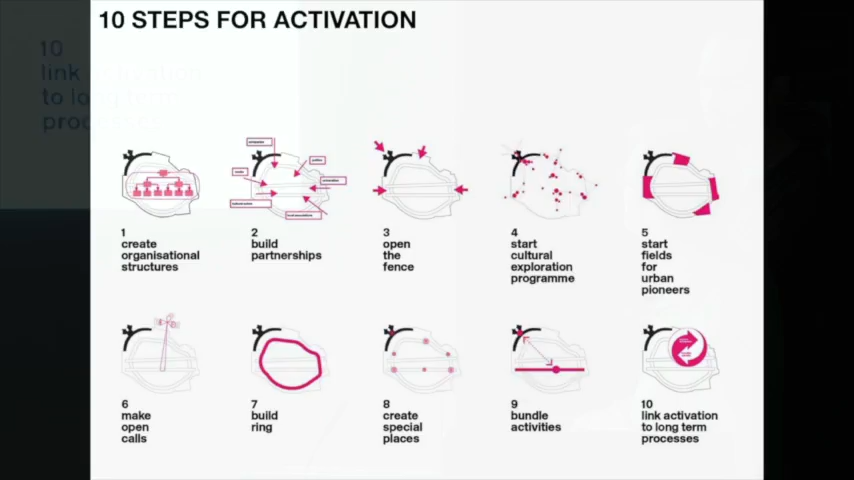 10 STEPS FOR ACTIVATION
10
link activation
to long term
processes
1
create
organisational
structures
2
build
partnerships
3
open
the
fence
4
start
cultural
exploration
programme
5
start
fields
for
urban
pioneers
6
make
open
calls
7
build
ring
8
create
special
places
9
bundle
activities
10
link activation
to long term
processes